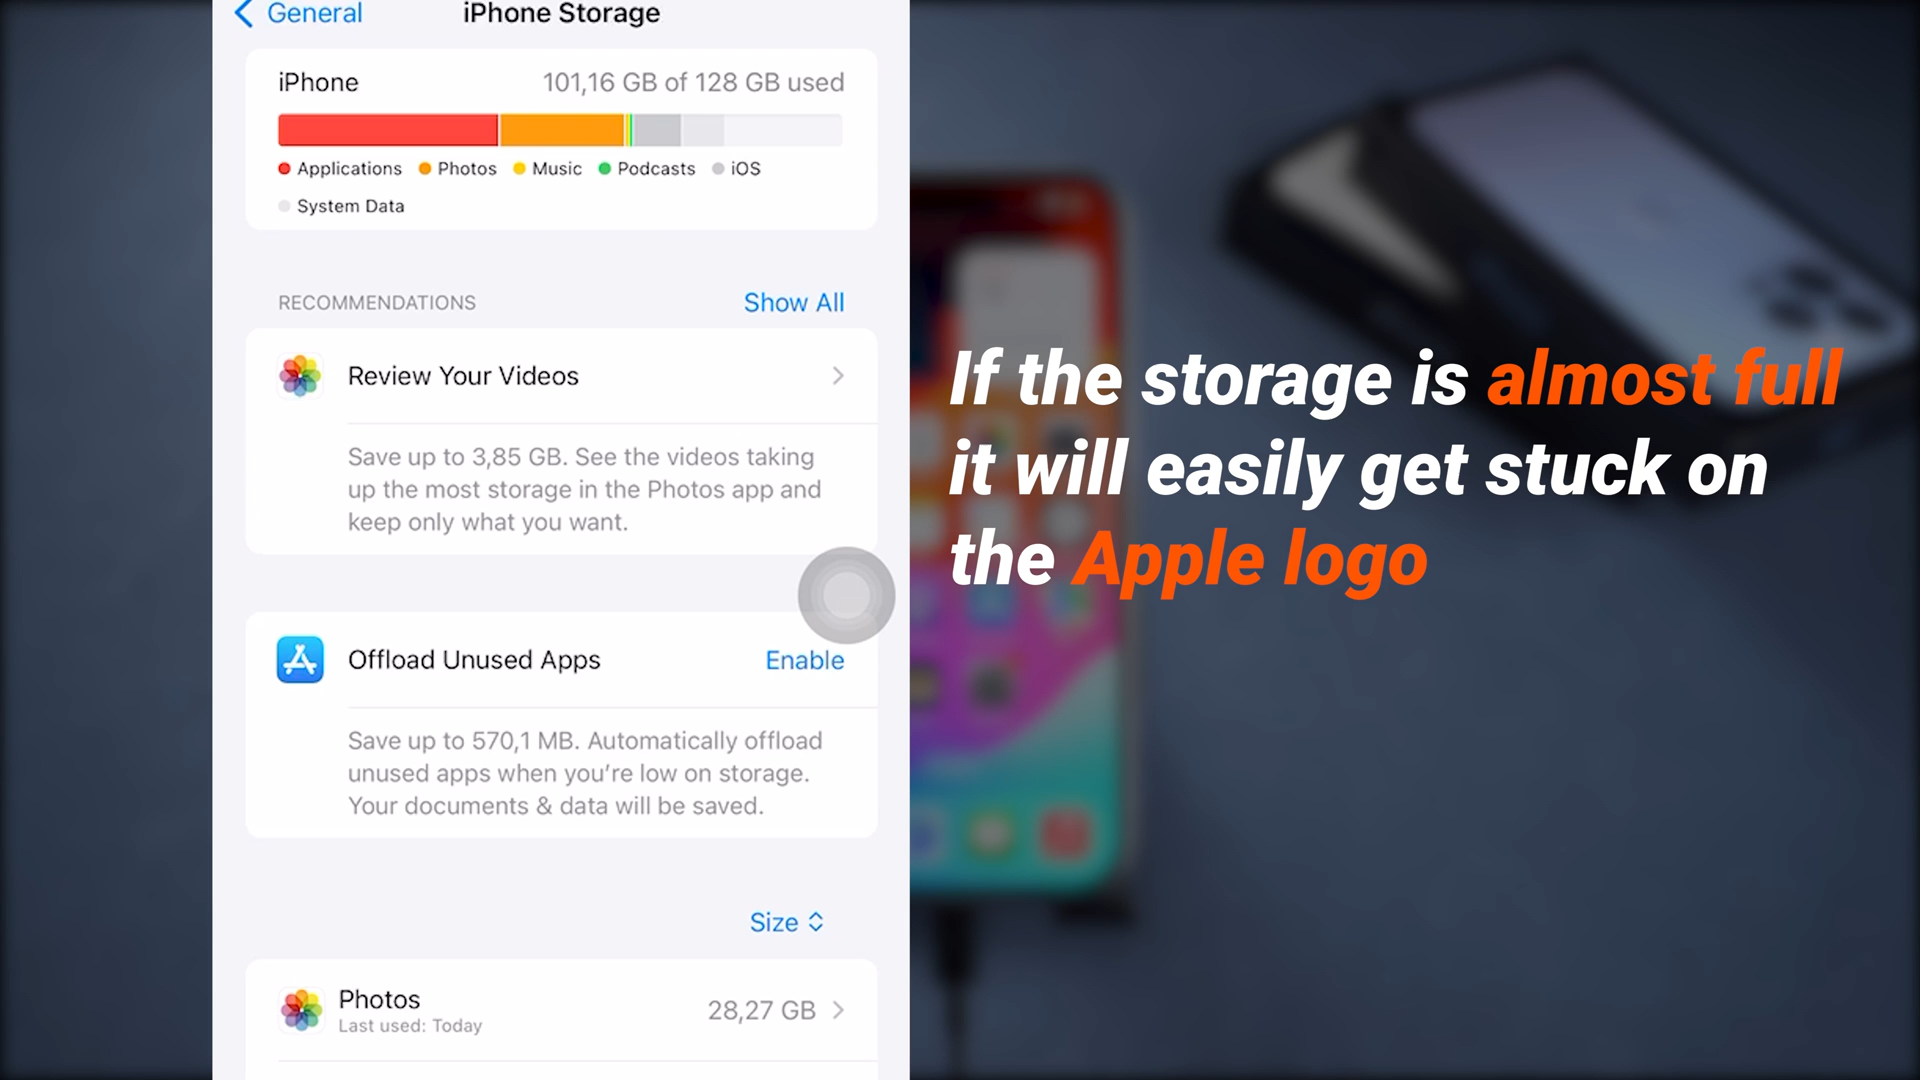 General
iPhone Storage
iPhone
101,16 GB of 128 GB used
Applications
Photos
Music
Podcasts
iOS
System Data
RECOMMENDATIONS
Show All
Review Your Videos
Save up to 3,85 GB. See the videos taking
up the most storage in the Photos app and
keep only what you want.
Offload Unused Apps
Enable
Save up to 570,1 MB. Automatically offload
unused apps when you’re low on storage.
Your documents & data will be saved.
Size
Photos
28,27 GB
Last used: Today
If the storage is almost full
it will easily get stuck on
the Apple logo